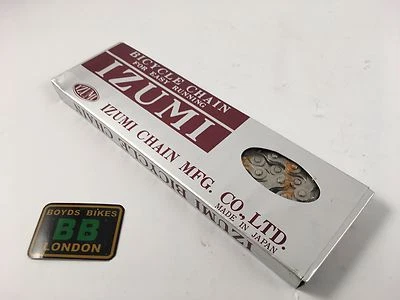 BICYCLE CHAIN
FOR EASY RUNNING
IZUMI
IZUMI
IZUMI CHAIN MFG. CO.,LTD.
MADE IN JAPAN
IZUMI BICYCLE CHAIN
BOYDS BIKES
BB
LONDON